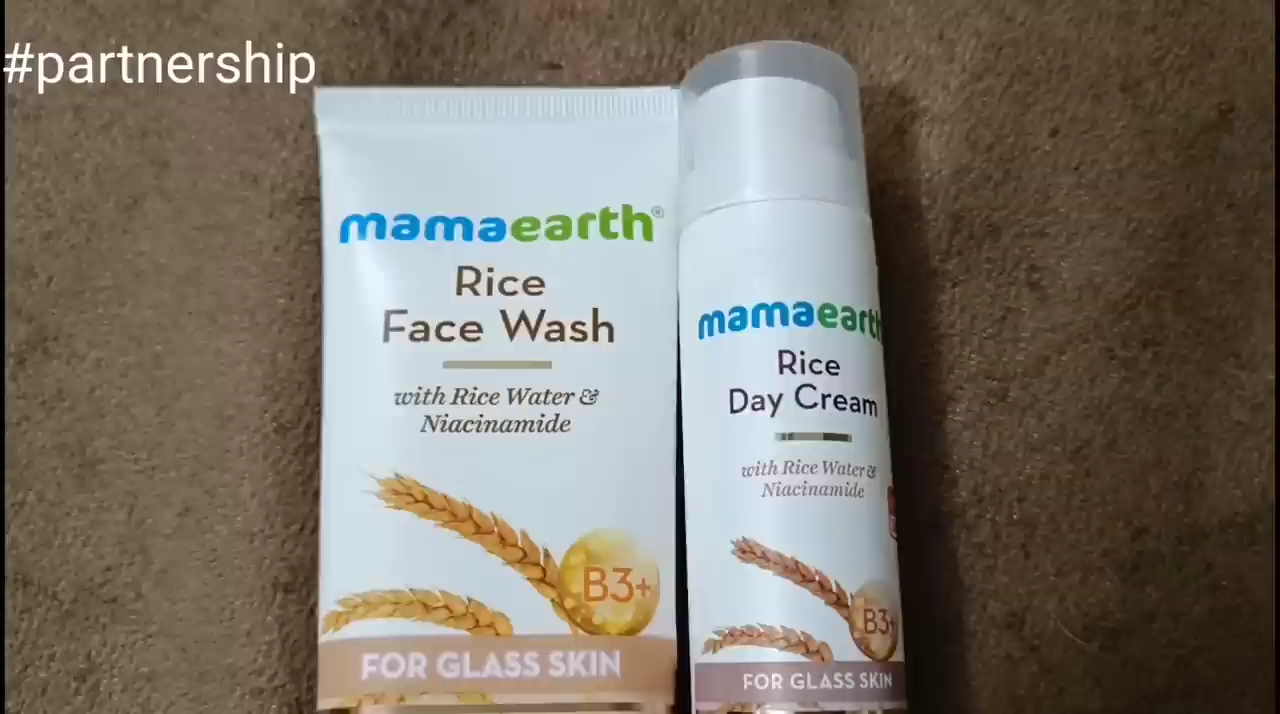 #partnership
mamaearth®
Rice
Face Wash
with Rice Water &
Niacinamide
B3+
FOR GLASS SKIN
mamaearth
Rice
Day Cream
with Rice Water &
Niacinamide
B3+
FOR GLASS SKIN